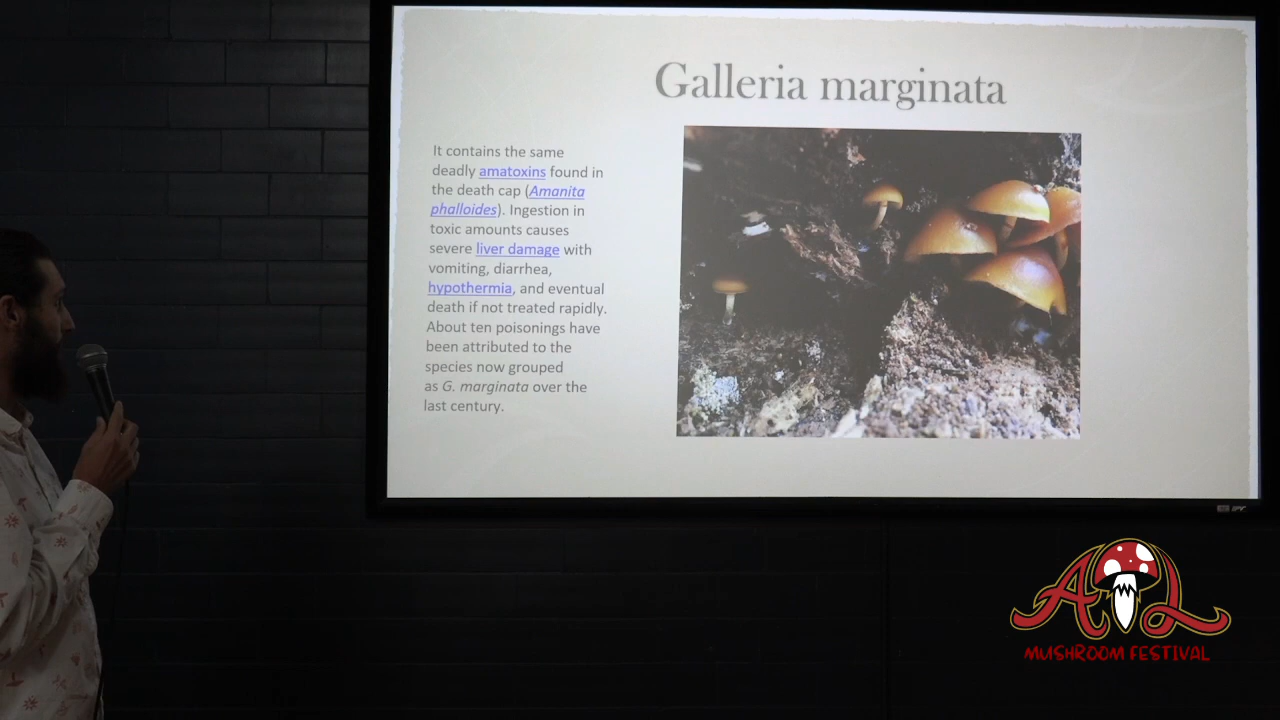 Galleria marginata
It contains the same
deadly amatoxins found in
the death cap (Amanita
phalloides). Ingestion in
toxic amounts causes
severe liver damage with
vomiting, diarrhea,
hypothermia, and eventual
death if not treated rapidly.
About ten poisonings have
been attributed to the
species now grouped
as G. marginata over the
last century.
ATL
MUSHROOM FESTIVAL